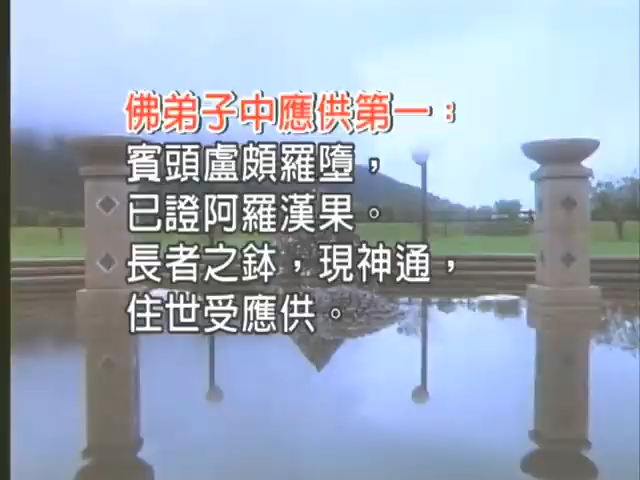 佛弟子中應供第一：
賓頭盧頗羅墮，
已證阿羅漢果。
長者之鉢，現神通，
住世受應供。